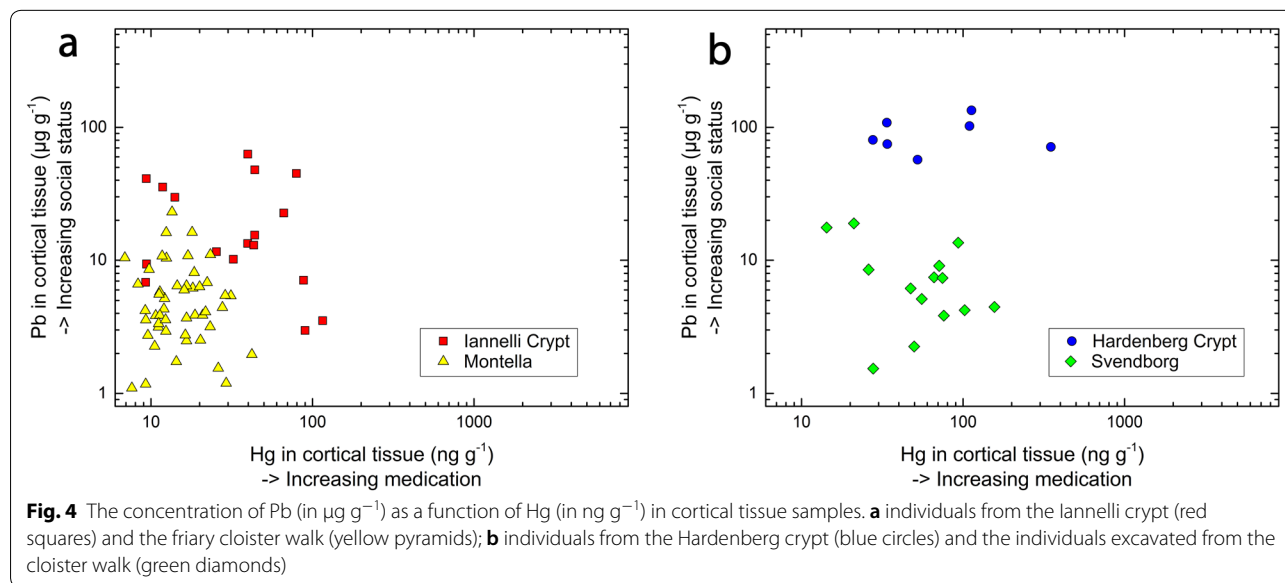 a
Pb in cortical tissue (µg g⁻¹)
-> Increasing social status
100
10
1
Iannelli Crypt
Montella
10 100 1000
Hg in cortical tissue (ng g⁻¹)
-> Increasing medication
b
Pb in cortical tissue (µg g⁻¹)
-> Increasing social status
100
10
1
Hardenberg Crypt
Svendborg
10 100 1000
Hg in cortical tissue (ng g⁻¹)
-> Increasing medication
Fig. 4 The concentration of Pb (in µg g⁻¹) as a function of Hg (in ng g⁻¹) in cortical tissue samples. a individuals from the Iannelli crypt (red
squares) and the friary cloister walk (yellow pyramids); b individuals from the Hardenberg crypt (blue circles) and the individuals excavated from the
cloister walk (green diamonds)